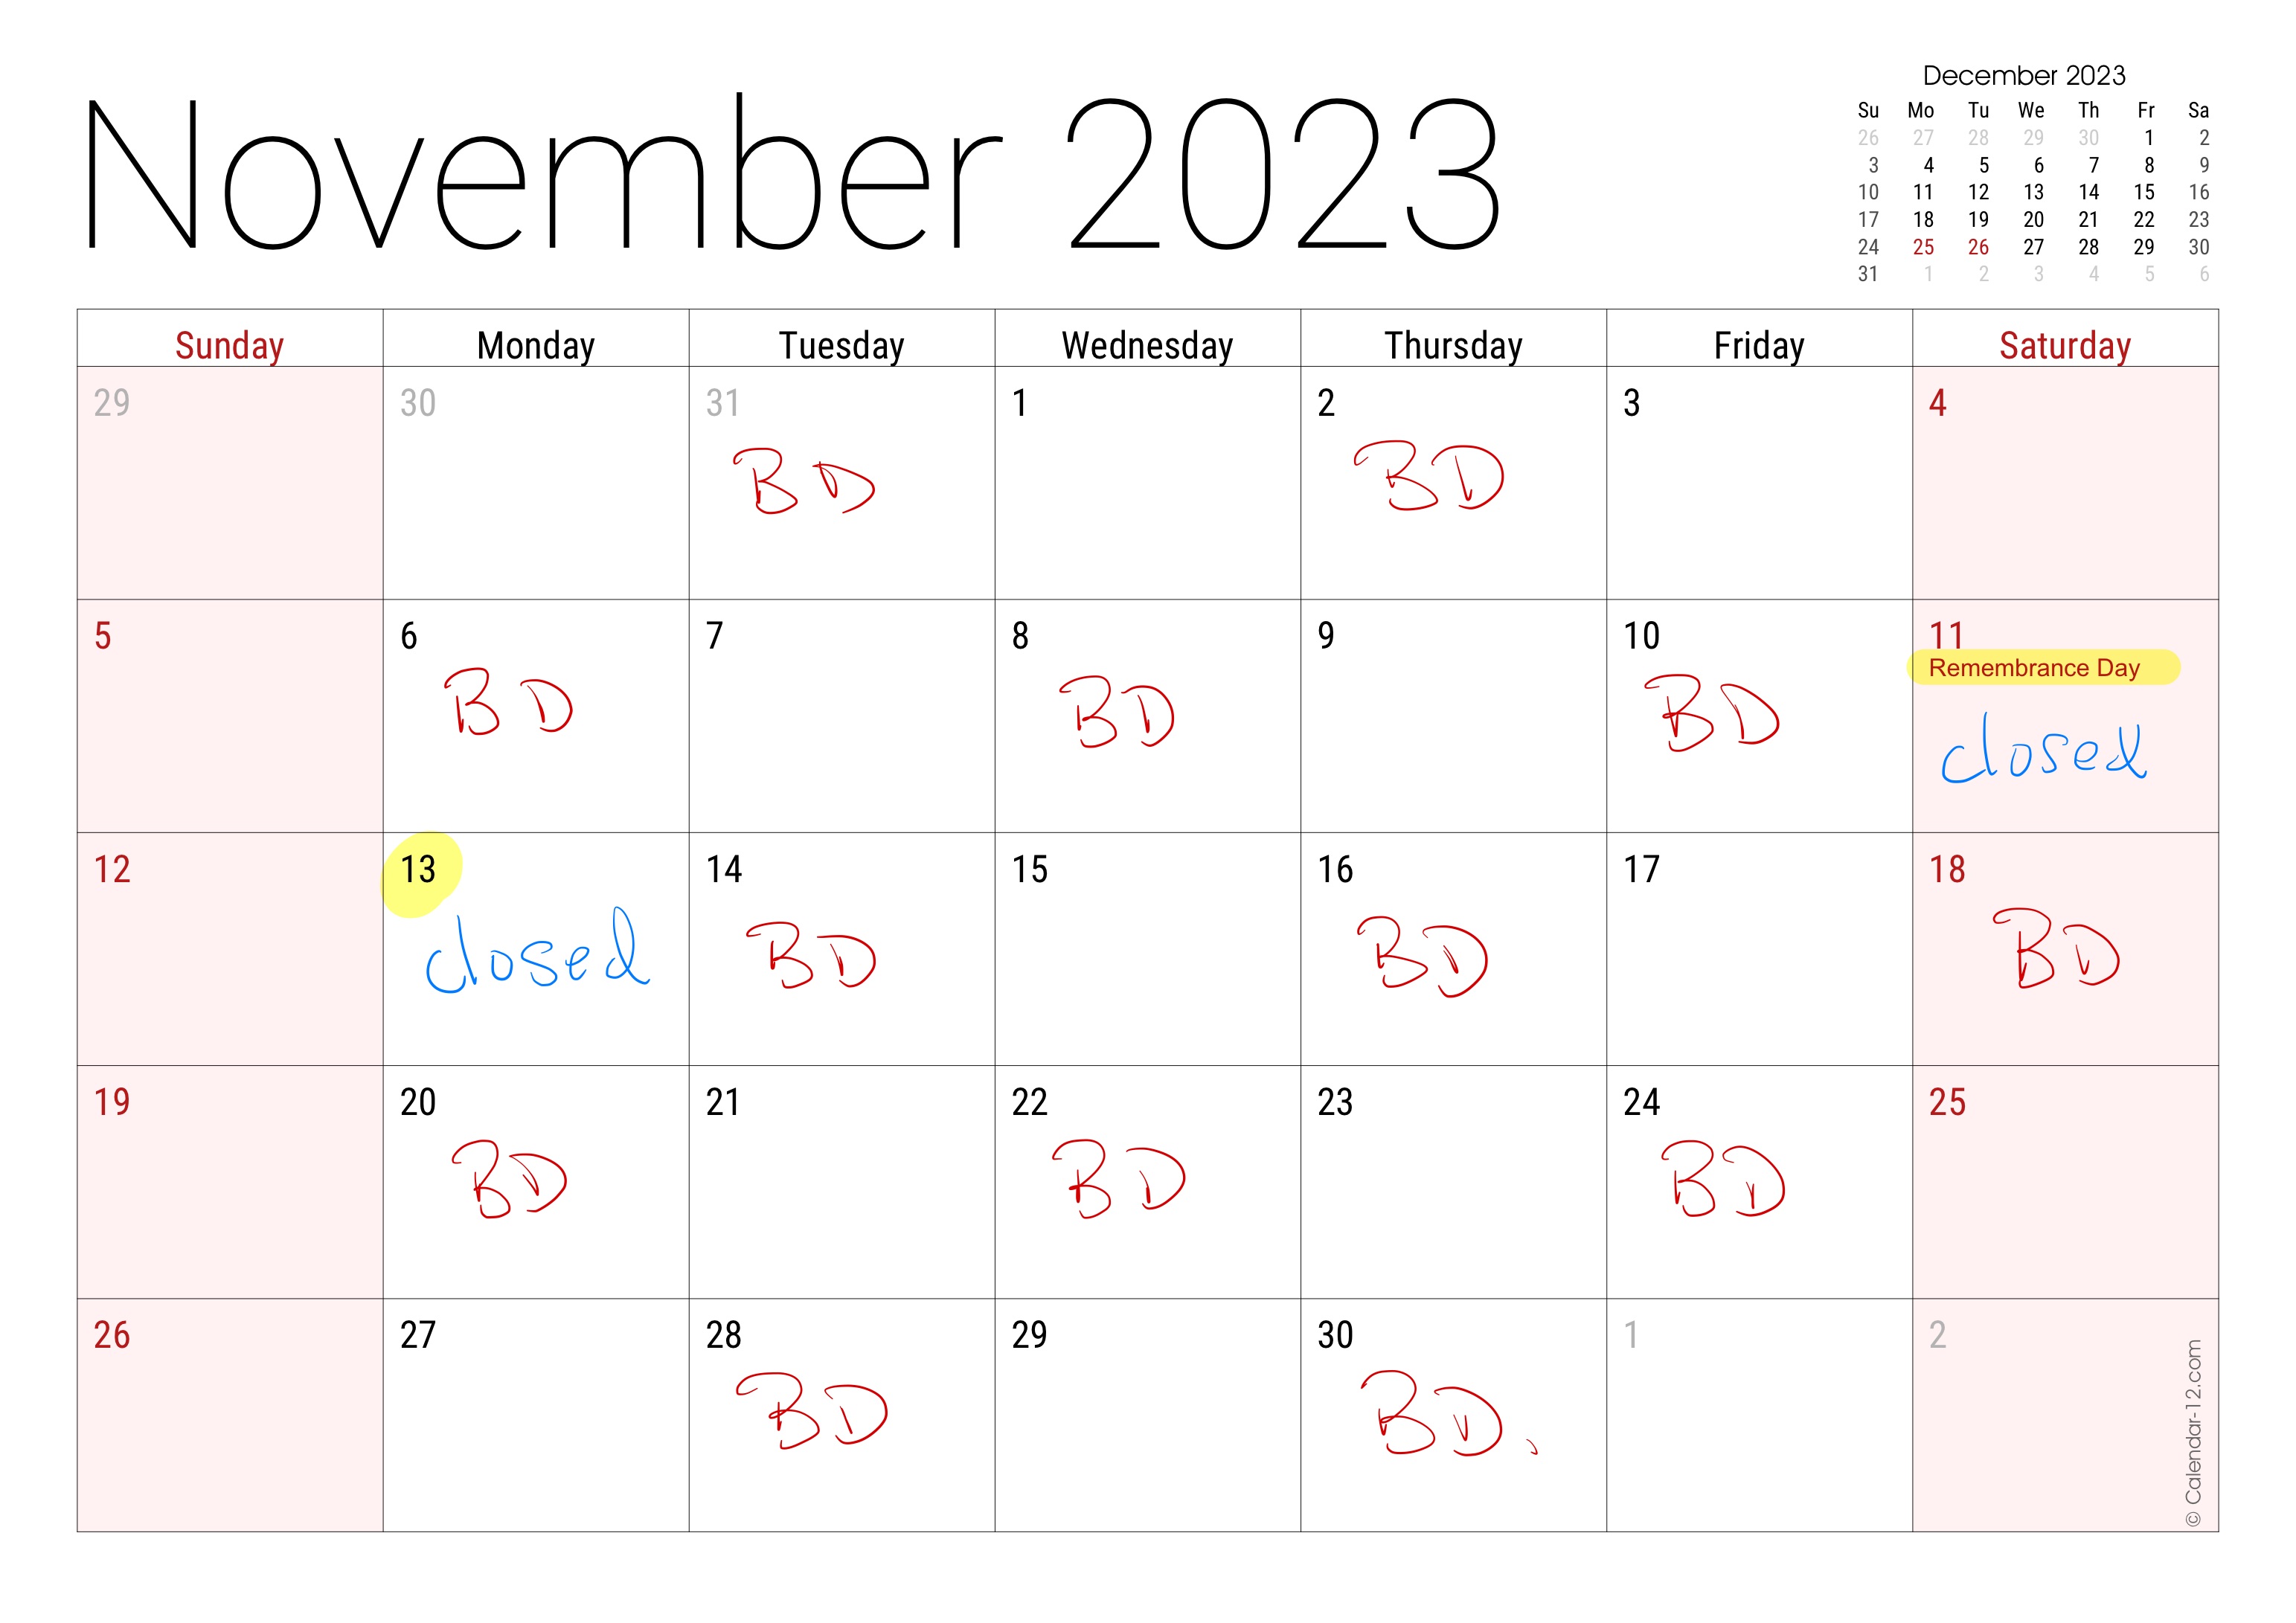 November 2023
December 2023
Su Mo Tu We Th Fr Sa
26 27 28 29 30 1 2
3 4 5 6 7 8 9
10 11 12 13 14 15 16
17 18 19 20 21 22 23
24 25 26 27 28 29 30
31 1 2 3 4 5 6
Sunday Monday Tuesday Wednesday Thursday Friday Saturday
29 30 31 1 2 3 4
BD BD
5 6 7 8 9 10 11
Remembrance Day
BD BD BD closed
12 13 14 15 16 17 18
closed BD BD BD
19 20 21 22 23 24 25
BD BD BD
26 27 28 29 30 1 2
BD BD.
© Calendar-12.com